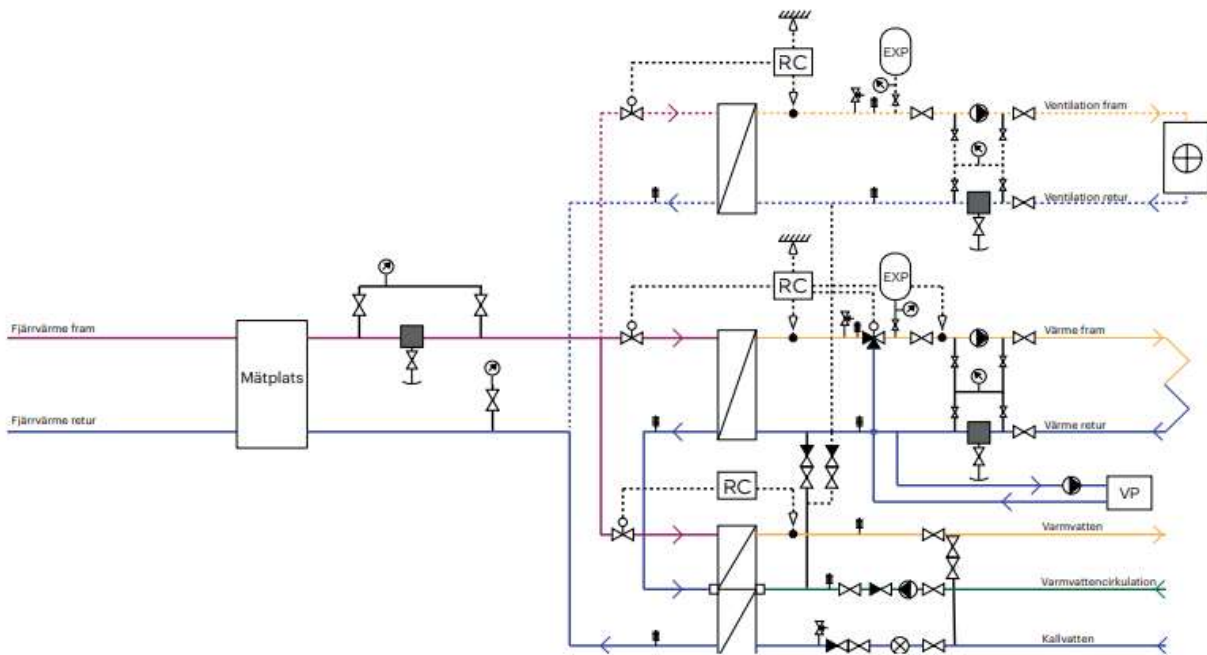 EXP
RC
Ventilation fram
Ventilation retur
RC
EXP
Fjärrvärme fram
Värme fram
Mätplats
Fjärrvärme retur
Värme retur
RC
VP
Varmvatten
Varmvattencirkulation
Kallvatten